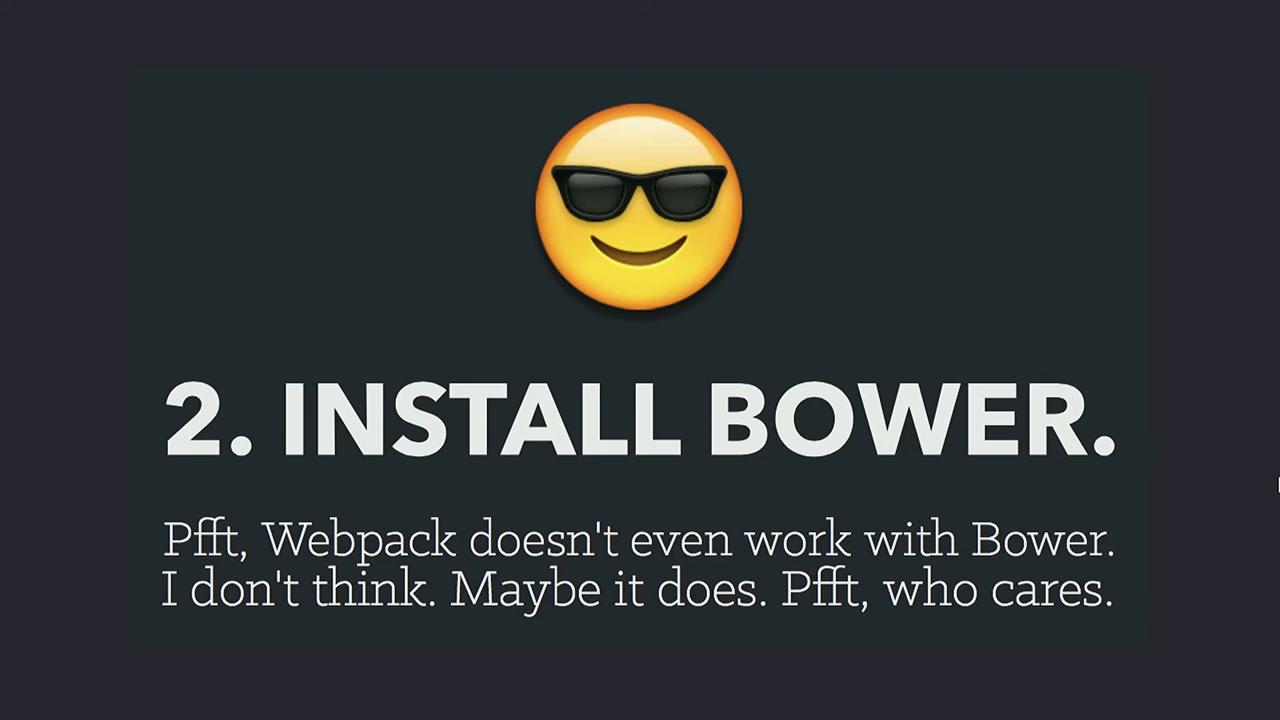 2. INSTALL BOWER.
Pfft, Webpack doesn't even work with Bower.
I don't think. Maybe it does. Pfft, who cares.